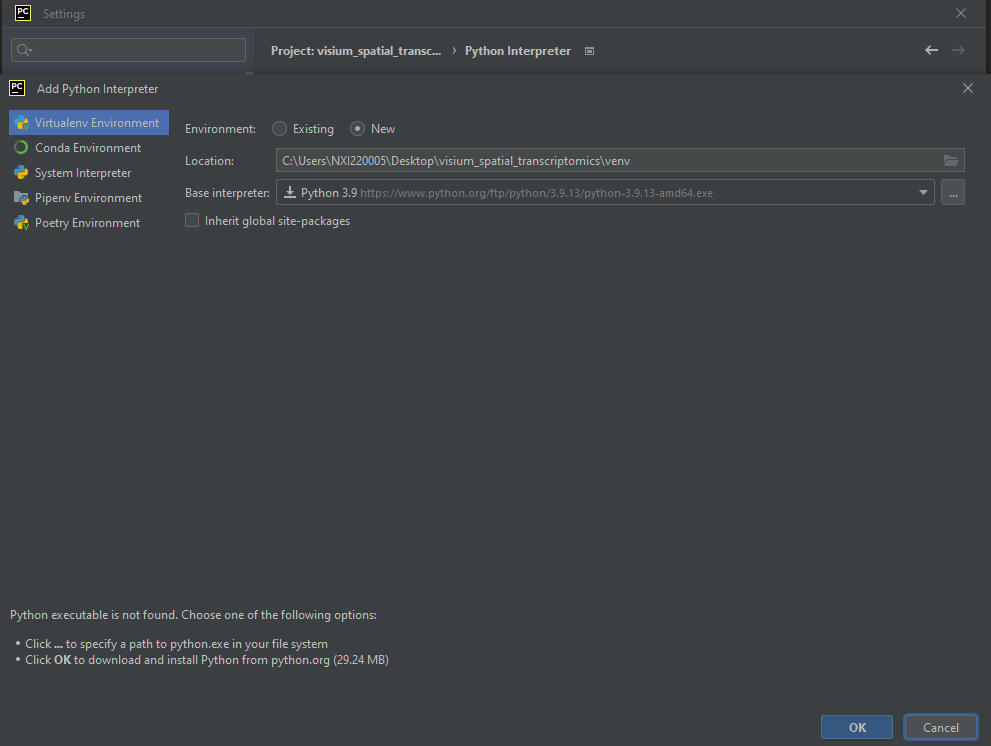 PC Settings
Project: visium_spatial_transc... › Python Interpreter
PC Add Python Interpreter
Virtualenv Environment
Conda Environment
System Interpreter
Pipenv Environment
Poetry Environment
Environment: Existing New
Location: C:\Users\NXI220005\Desktop\visium_spatial_transcriptomics\venv
Base interpreter: Python 3.9 https://www.python.org/ftp/python/3.9.13/python-3.9.13-amd64.exe ...
Inherit global site-packages
Python executable is not found. Choose one of the following options:
• Click ... to specify a path to python.exe in your file system
• Click OK to download and install Python from python.org (29.24 MB)
OK Cancel